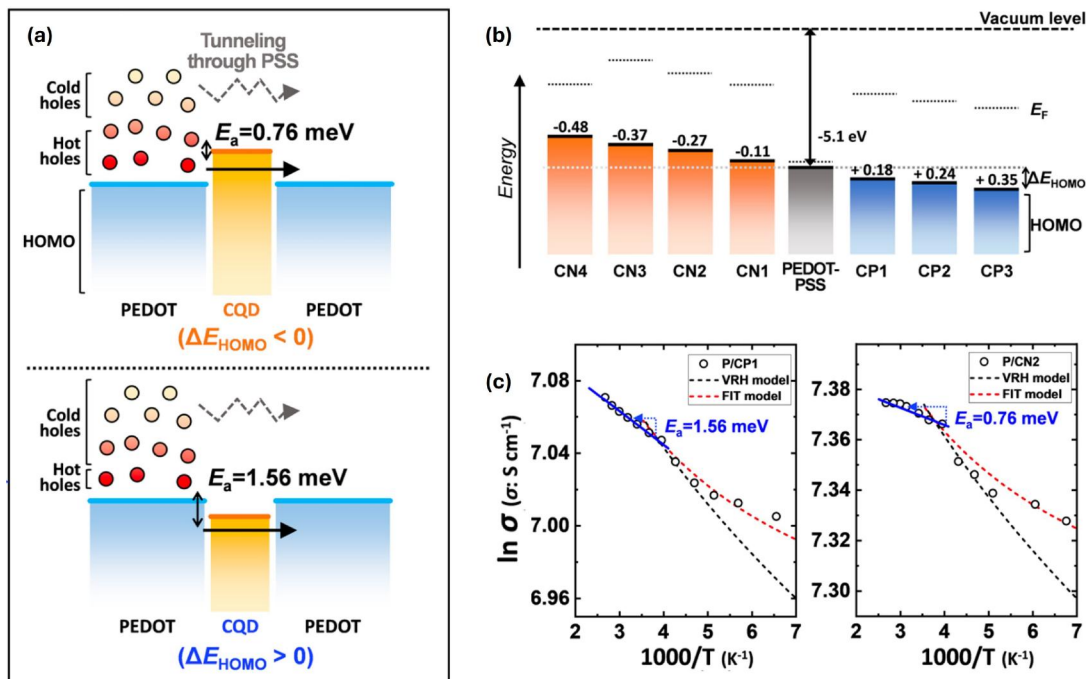 (a)
Tunneling
through PSS
Cold
holes
Hot
holes
Eₐ=0.76 meV
HOMO
PEDOT CQD PEDOT
(ΔE_HOMO < 0)
Cold
holes
Hot
holes
Eₐ=1.56 meV
PEDOT CQD PEDOT
(ΔE_HOMO > 0)
(b)
Vacuum level
Energy
E_F
-0.48 -0.37 -0.27 -0.11 -5.1 eV + 0.18 + 0.24 + 0.35
ΔE_HOMO
HOMO
CN4 CN3 CN2 CN1 PEDOT-PSS CP1 CP2 CP3
(c)
ln σ (σ: S cm⁻¹)
7.08
7.04
7.00
6.96
P/CP1
VRH model
FIT model
Eₐ=1.56 meV
2 3 4 5 6 7
1000/T (K⁻¹)
7.38
7.36
7.34
7.32
7.30
P/CN2
VRH model
FIT model
Eₐ=0.76 meV
2 3 4 5 6 7
1000/T (K⁻¹)